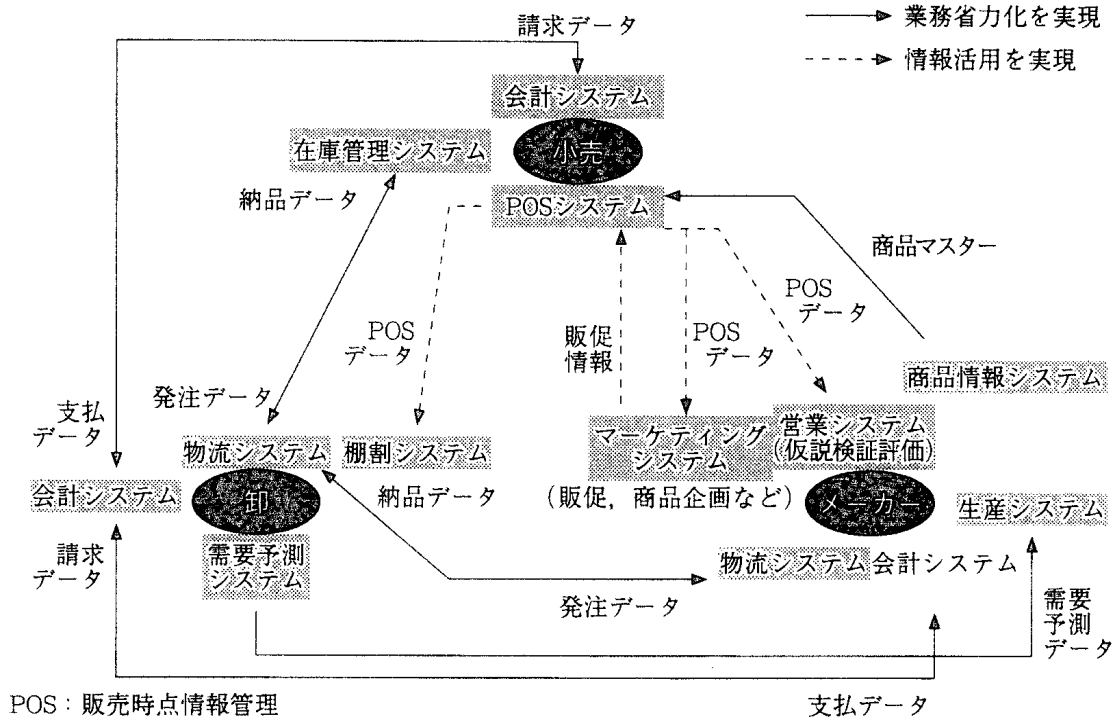 請求データ
業務省力化を実現
情報活用を実現
会計システム
在庫管理システム
小売
納品データ
POSシステム
商品マスター
POS
データ
販促
情報
POS
データ
POS
データ
発注データ
商品情報システム
支払
データ
物流システム
棚割システム
マーケティング
システム
営業システム
(仮説検証評価)
会計システム
卸
納品データ
(販促，商品企画など)
メーカー
生産システム
請求
データ
需要予測
システム
物流システム
会計システム
発注データ
需要
予測
データ
POS：販売時点情報管理
支払データ